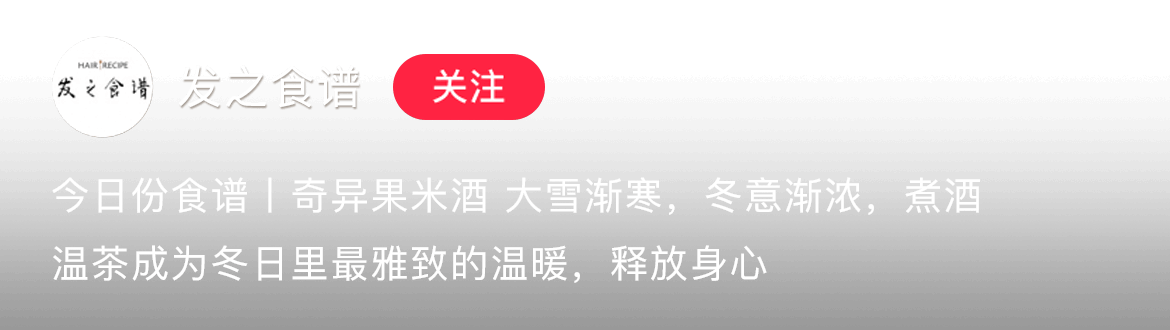 HAIR RECIPE
发之食谱
发之食谱
关注
今日份食谱丨奇异果米酒 大雪渐寒，冬意渐浓，煮酒
温茶成为冬日里最雅致的温暖，释放身心